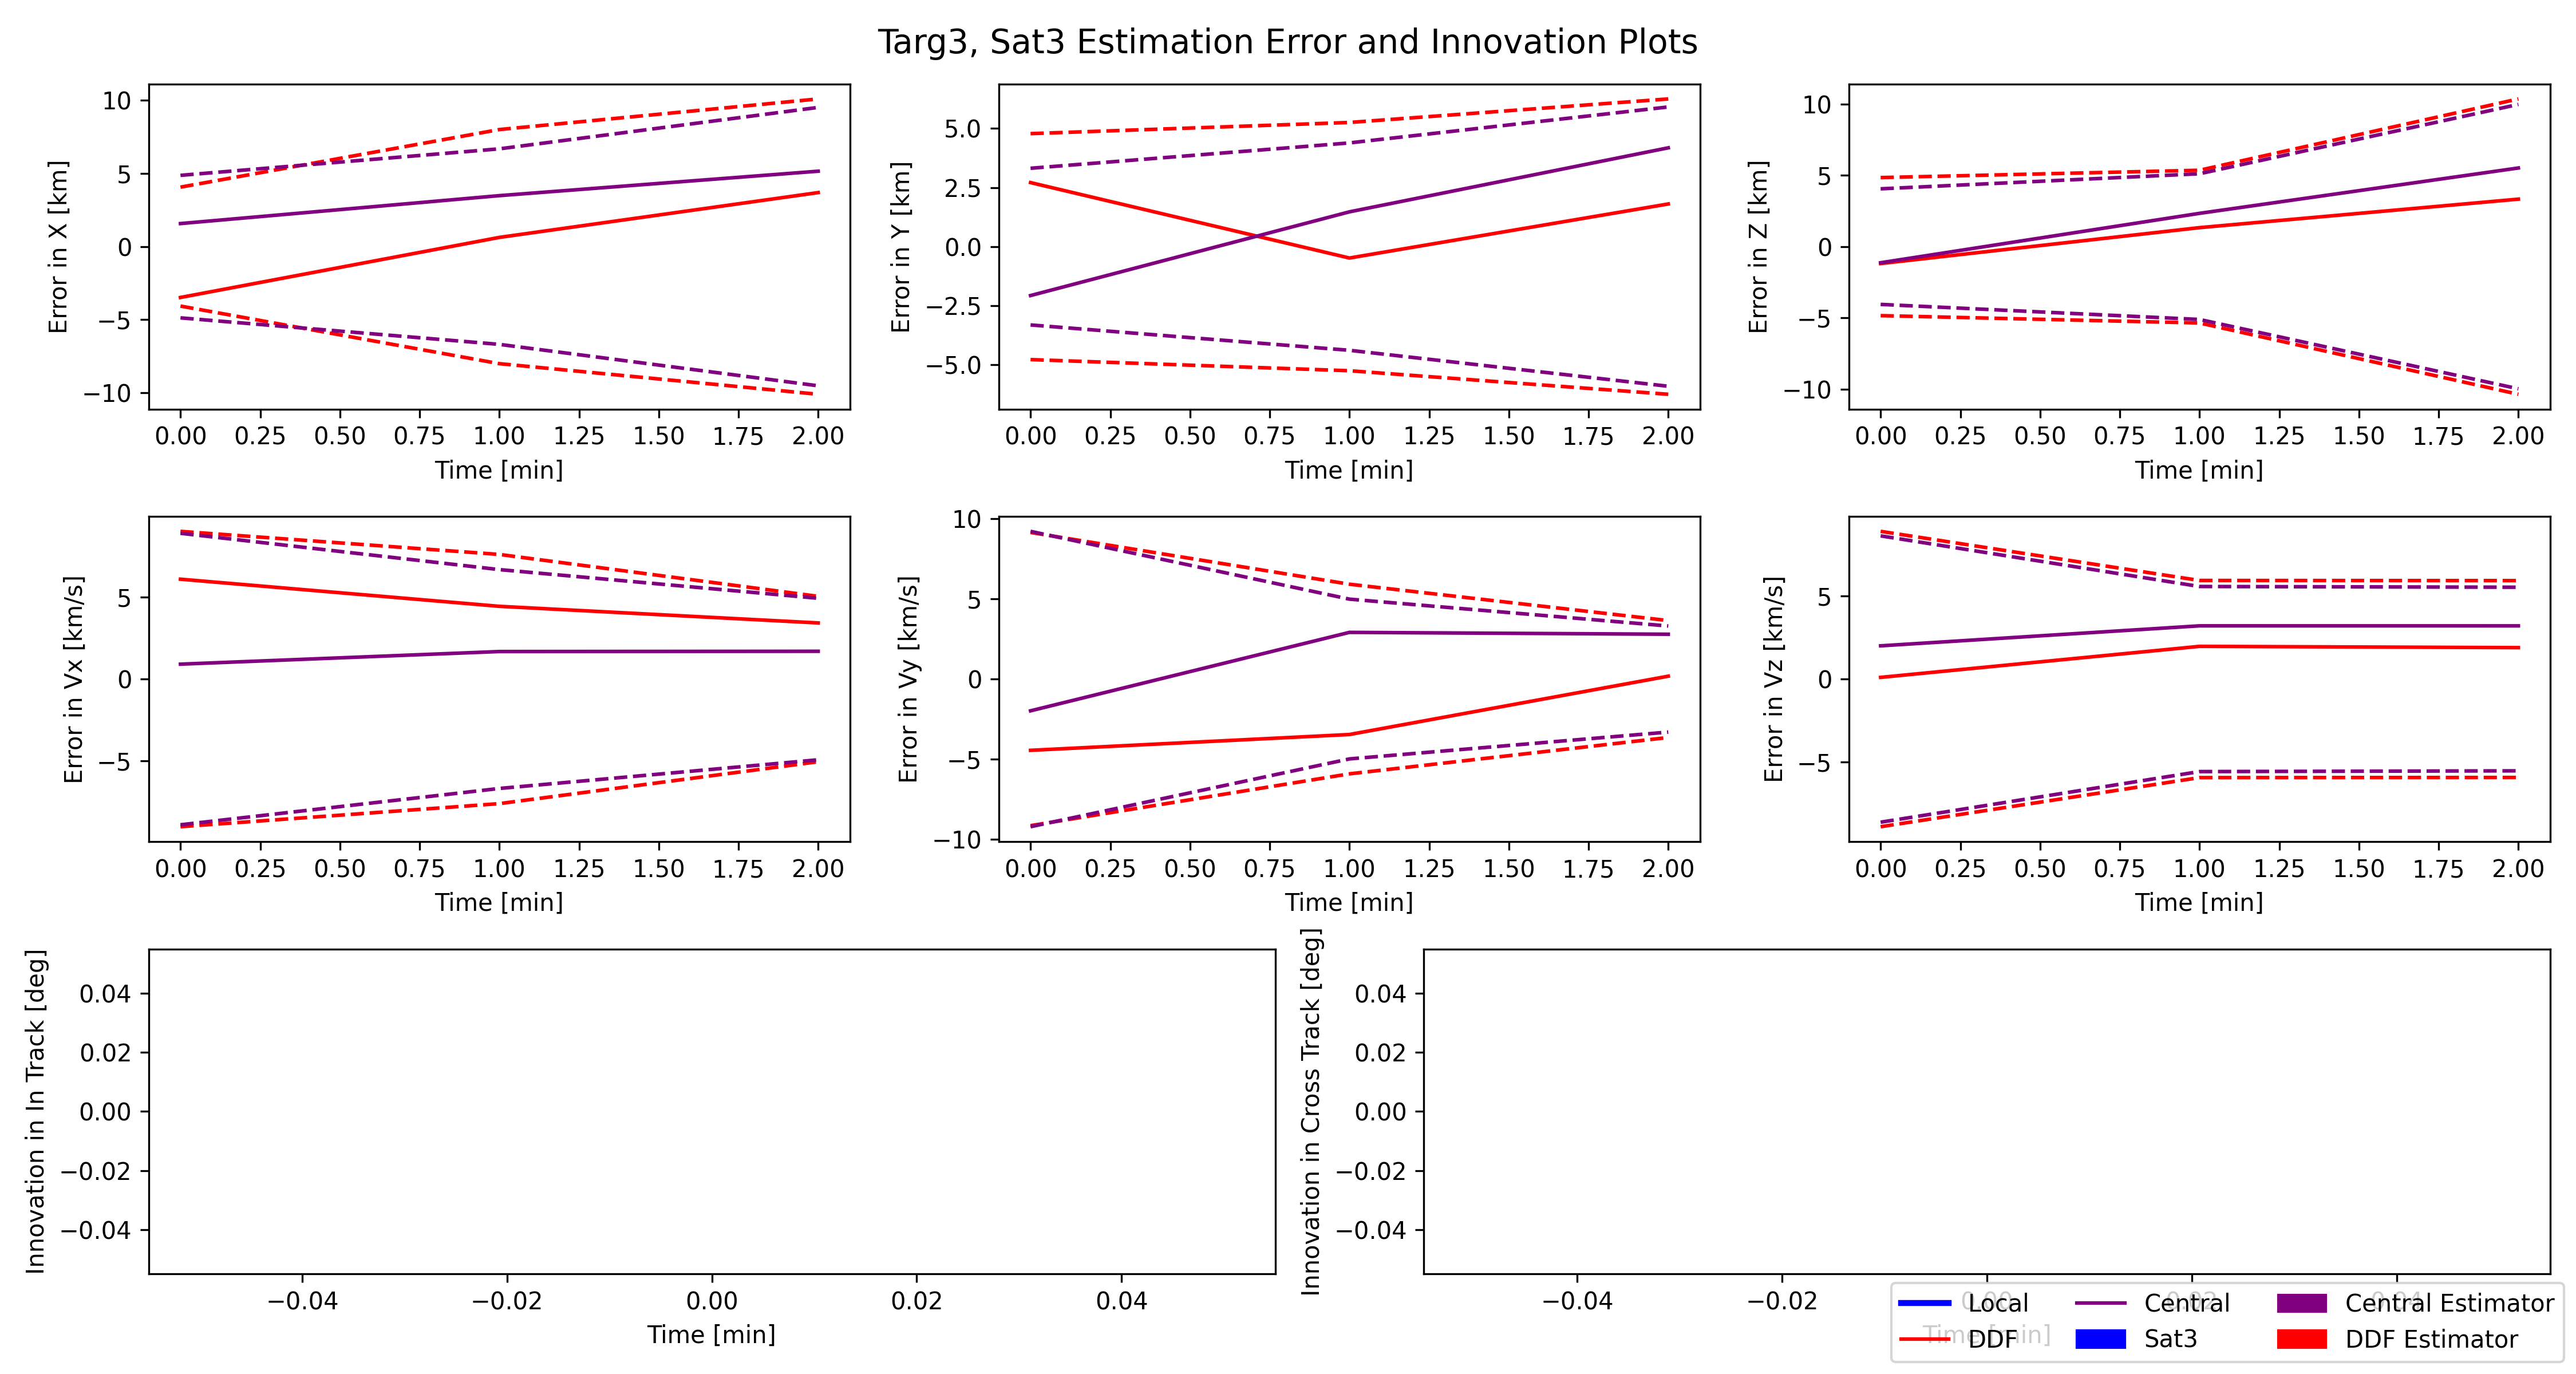 Targ3, Sat3 Estimation Error and Innovation Plots
Error in X [km]
10
5
0
−5
−10
0.00 0.25 0.50 0.75 1.00 1.25 1.50 1.75 2.00
Time [min]
Error in Y [km]
5.0
2.5
0.0
−2.5
−5.0
0.00 0.25 0.50 0.75 1.00 1.25 1.50 1.75 2.00
Time [min]
Error in Z [km]
10
5
0
−5
−10
0.00 0.25 0.50 0.75 1.00 1.25 1.50 1.75 2.00
Time [min]
Error in Vx [km/s]
5
0
−5
0.00 0.25 0.50 0.75 1.00 1.25 1.50 1.75 2.00
Time [min]
Error in Vy [km/s]
10
5
0
−5
−10
0.00 0.25 0.50 0.75 1.00 1.25 1.50 1.75 2.00
Time [min]
Error in Vz [km/s]
5
0
−5
0.00 0.25 0.50 0.75 1.00 1.25 1.50 1.75 2.00
Time [min]
Innovation in In Track [deg]
0.04
0.02
0.00
−0.02
−0.04
−0.04 −0.02 0.00 0.02 0.04
Time [min]
Innovation in Cross Track [deg]
0.04
0.02
0.00
−0.02
−0.04
−0.04 −0.02 0.00 0.02 0.04
Time [min]
Local Central Central Estimator
DDF Sat3 DDF Estimator